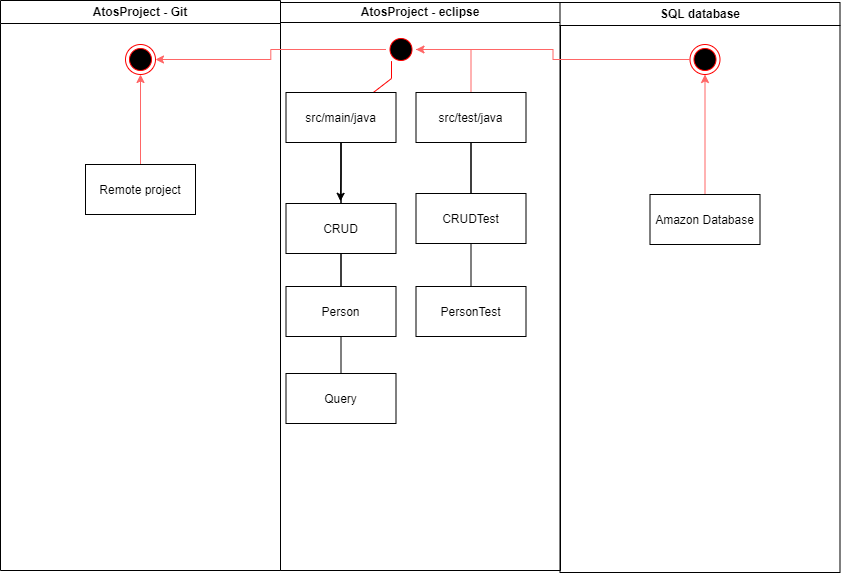 AtosProject - Git
AtosProject - eclipse
SQL database
src/main/java
src/test/java
Remote project
CRUD
CRUDTest
Amazon Database
Person
PersonTest
Query